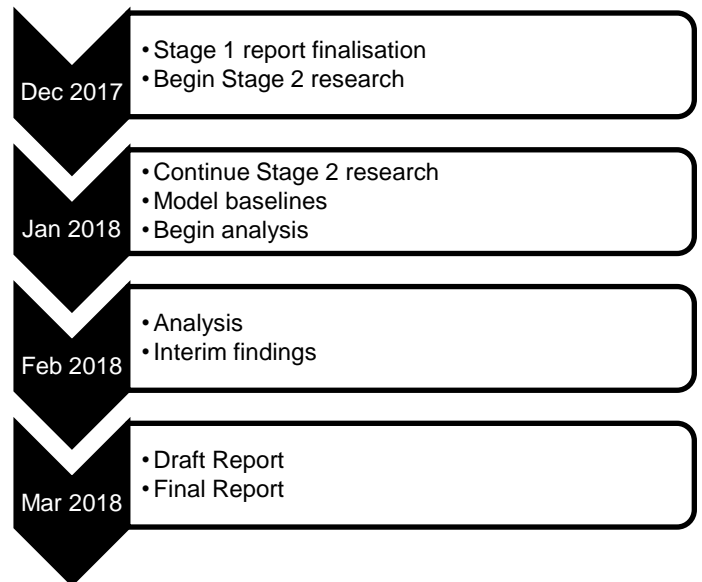 Dec 2017
•Stage 1 report finalisation
•Begin Stage 2 research
Jan 2018
•Continue Stage 2 research
•Model baselines
•Begin analysis
Feb 2018
•Analysis
•Interim findings
Mar 2018
•Draft Report
•Final Report